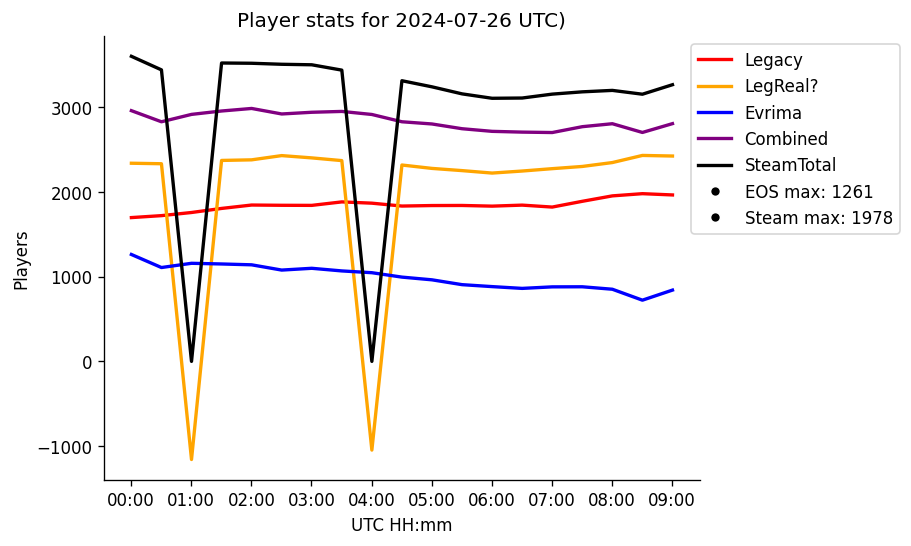 Player stats for 2024-07-26 UTC)
Legacy
LegReal?
Evrima
Combined
SteamTotal
EOS max: 1261
Steam max: 1978
Players
3000
2000
1000
0
−1000
00:00 01:00 02:00 03:00 04:00 05:00 06:00 07:00 08:00 09:00
UTC HH:mm